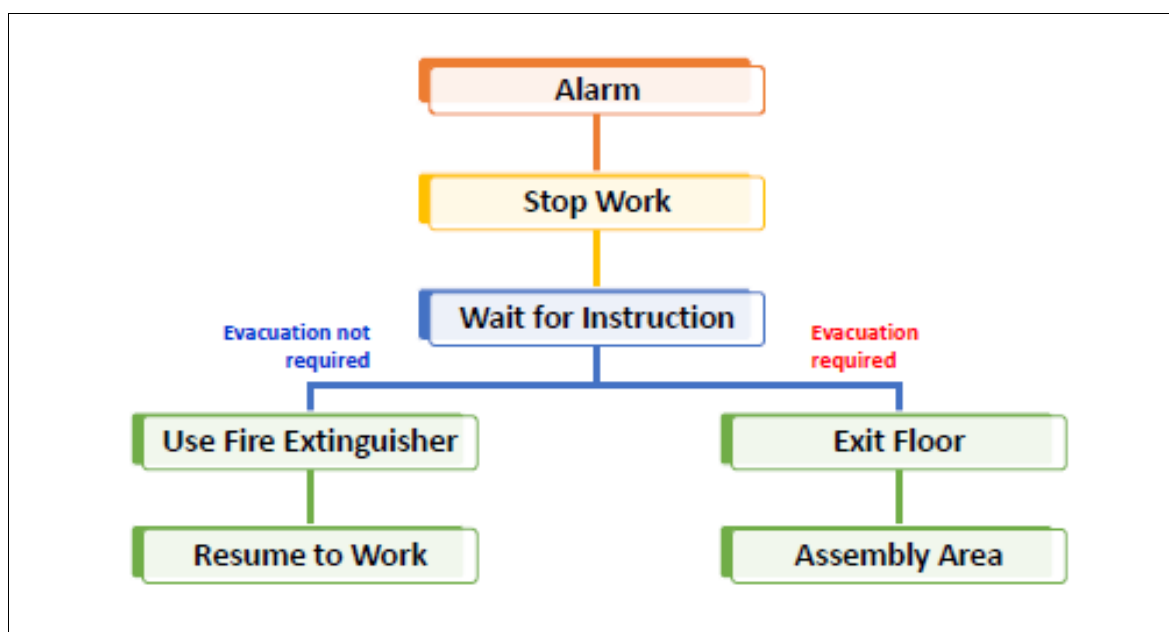 Alarm
Stop Work
Wait for Instruction
Evacuation not
required
Evacuation
required
Use Fire Extinguisher
Exit Floor
Resume to Work
Assembly Area